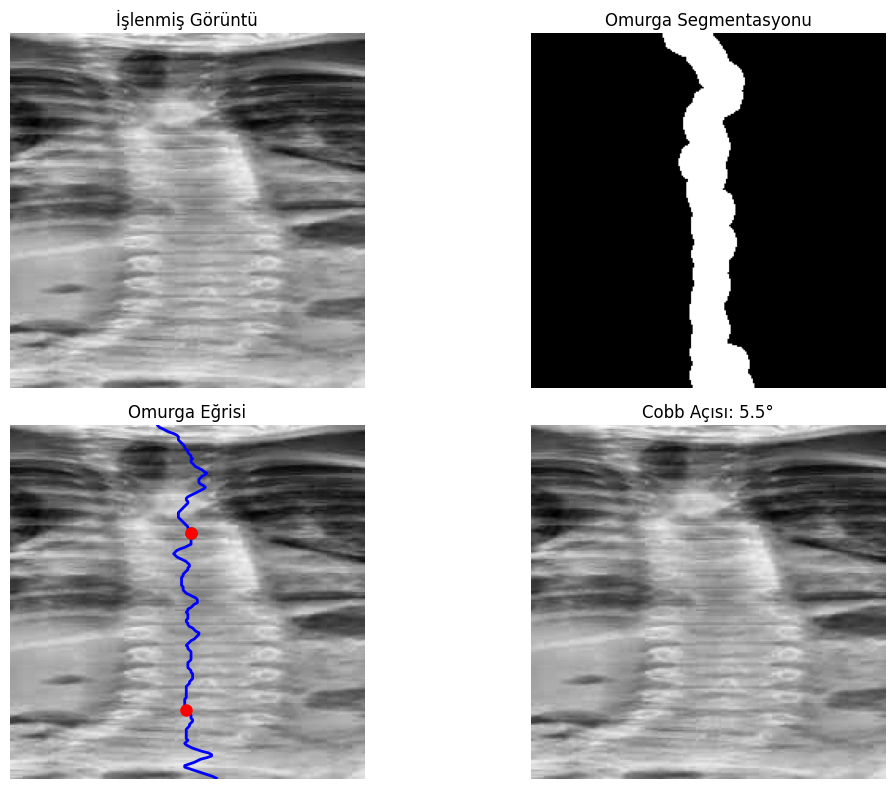 İşlenmiş Görüntü
Omurga Segmentasyonu
Omurga Eğrisi
Cobb Açısı: 5.5°